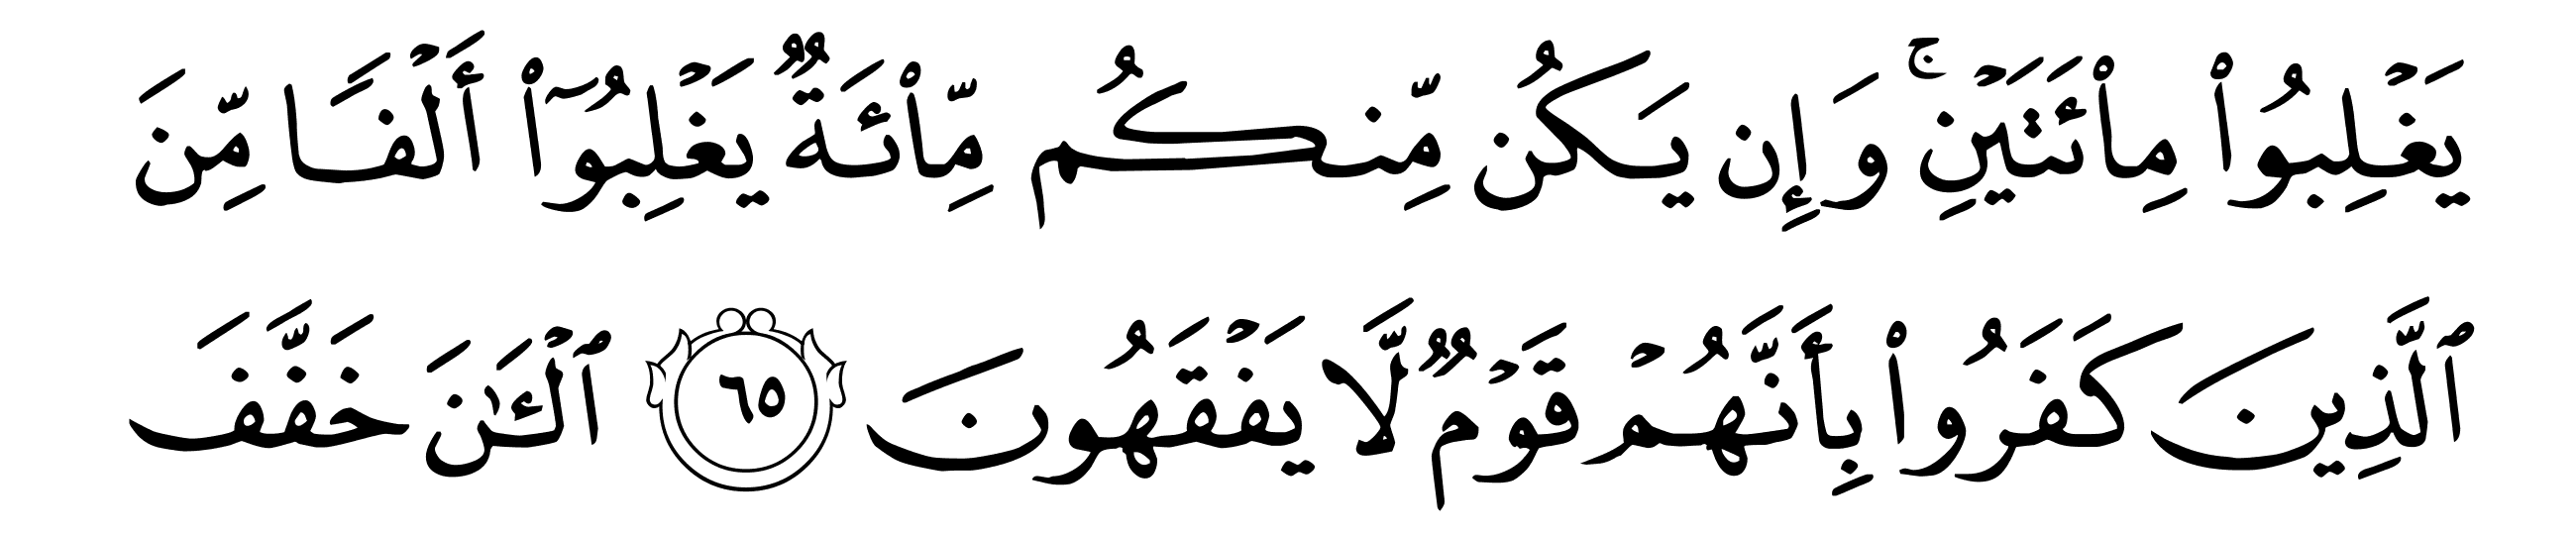 يَغۡلِبُواْ مِاْئَتَيۡنِۚ وَإِن يَكُن مِّنكُم مِّاْئَةٞ يَغۡلِبُوٓاْ أَلۡفٗا مِّنَ
ٱلَّذِينَ كَفَرُواْ بِأَنَّهُمۡ قَوۡمٞ لَّا يَفۡقَهُونَ ٦٥ ٱلۡـَٰٔنَ خَفَّفَ